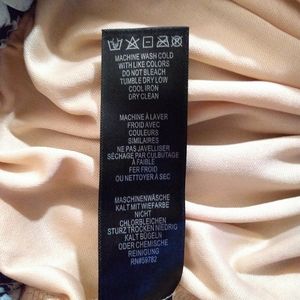 MACHINE WASH COLD
WITH LIKE COLORS
DO NOT BLEACH
TUMBLE DRY LOW
COOL IRON
DRY CLEAN
MACHINE À LAVER
FROID AVEC
COULEURS
SIMILAIRES
NE PAS JAVELLISER
SÉCHAGE PAR CULBUTAGE
À FAIBLE
FER FROID
OU NETTOYER À SEC
MASCHINENWÄSCHE
KALT MIT WIEFARBE
NICHT
CHLORBLEICHEN
STURZ TROCKEN NIEDRIG
KALT BÜGELN
ODER CHEMISCHE
REINIGUNG
RN#59782